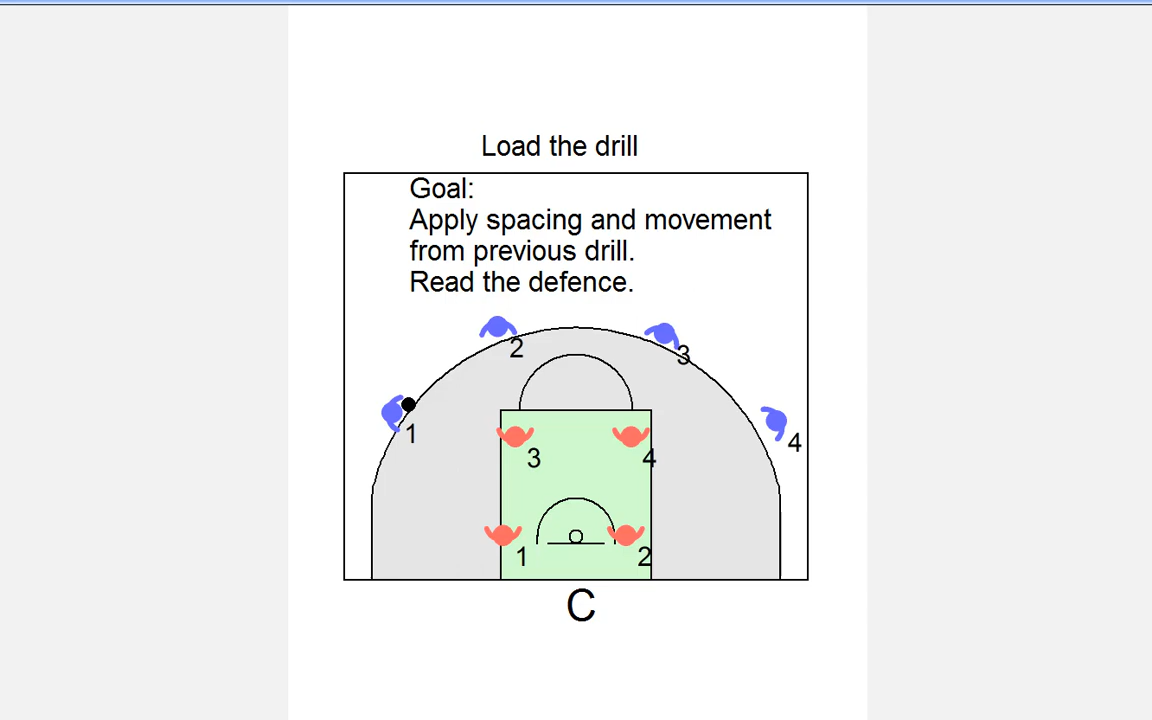 Load the drill
Goal:
Apply spacing and movement
from previous drill.
Read the defence.
2
3
1
4
3
4
1
2
C